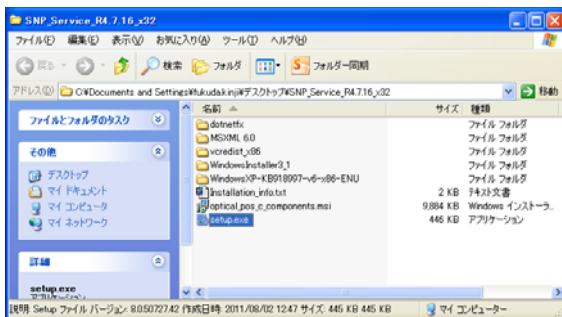 SNP_Service_R4.7.16_x32
ファイル(F) 編集(E) 表示(V) お気に入り(A) ツール(T) ヘルプ(H)
戻る 検索 フォルダ フォルダー同期
アドレス(D) C:¥Documents and Settings¥fukudakinji¥デスクトップ¥SNP_Service_R4.7.16_x32 移動
ファイルとフォルダのタスク
その他
デスクトップ
マイ ドキュメント
マイ コンピュータ
マイ ネットワーク
詳細
setup.exe
アプリケーション
名前 サイズ 種類
dotnetfx ファイル フォルダ
MSXML 6.0 ファイル フォルダ
vcredist_x86 ファイル フォルダ
WindowsInstaller3_1 ファイル フォルダ
WindowsXP-KB918997-v6-x86-ENU ファイル フォルダ
Installation_info.txt 2 KB テキスト文書
optical_pos_c_components.msi 9,884 KB Windows インストーラ...
setup.exe 446 KB アプリケーション
説明: Setup ファイル バージョン: 8.0.50727.42 作成日時: 2011/08/02 12:47 サイズ: 445 KB 445 KB マイ コンピューター